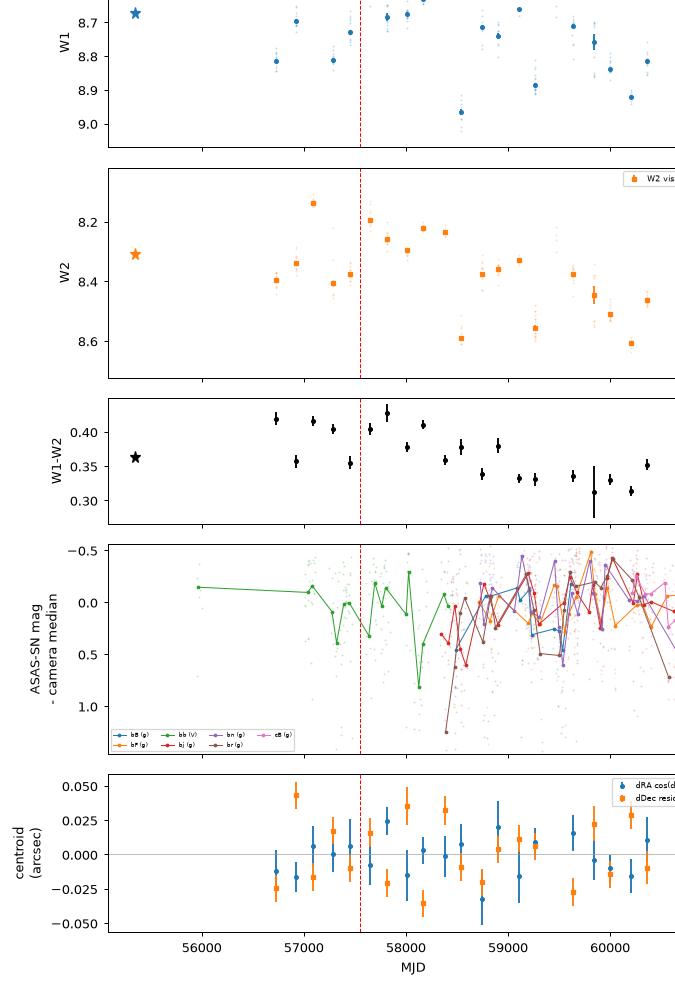 W1
8.7
8.8
8.9
9.0
W2
8.2
8.4
8.6
W2 vis
W1-W2
0.40
0.35
0.30
ASAS-SN mag
- camera median
−0.5
0.0
0.5
1.0
bB (g) bb (V) bn (g) cB (g)
bF (g) bj (g) br (g)
centroid
(arcsec)
0.050
0.025
0.000
−0.025
−0.050
dRA cos(d
dDec resid
56000 57000 58000 59000 60000
MJD